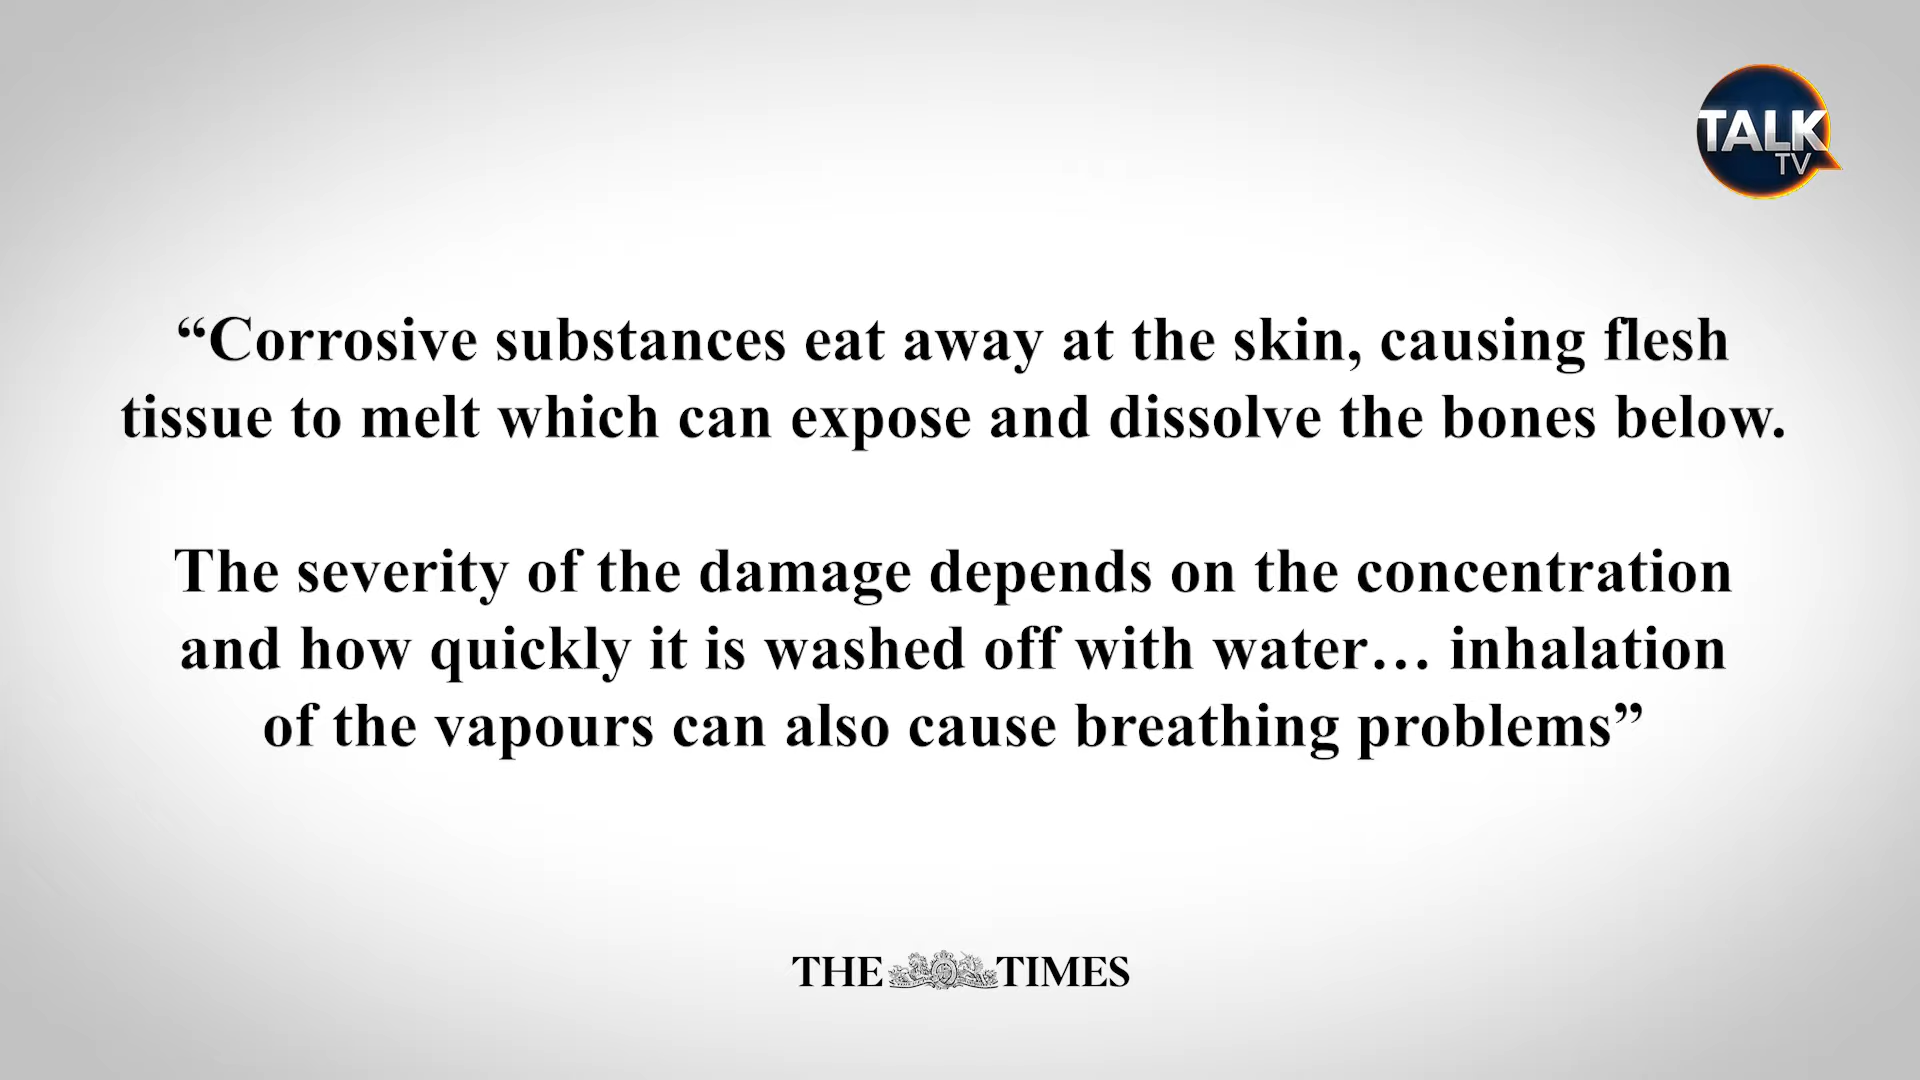 TALK
TV
“Corrosive substances eat away at the skin, causing flesh
tissue to melt which can expose and dissolve the bones below.
The severity of the damage depends on the concentration
and how quickly it is washed off with water… inhalation
of the vapours can also cause breathing problems”
THE TIMES